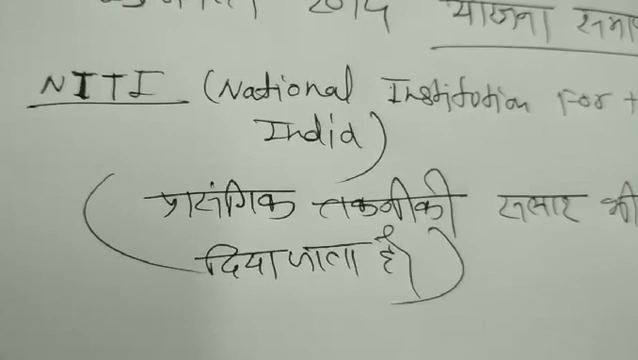 2014 योजना
NITI (National Institution For
India)
(प्रासंगिक तकनीकी सलाह भी
दिया जाता है।)